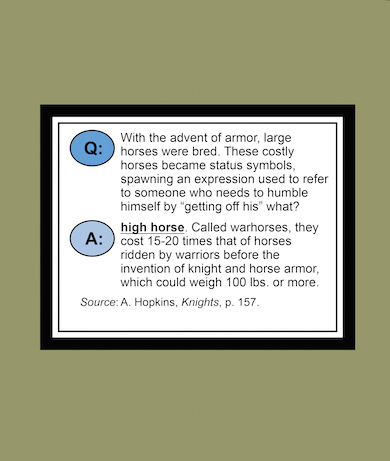 Q:
With the advent of armor, large
horses were bred. These costly
horses became status symbols,
spawning an expression used to refer
to someone who needs to humble
himself by “getting off his” what?
A:
high horse. Called warhorses, they
cost 15-20 times that of horses
ridden by warriors before the
invention of knight and horse armor,
which could weigh 100 lbs. or more.
Source: A. Hopkins, Knights, p. 157.